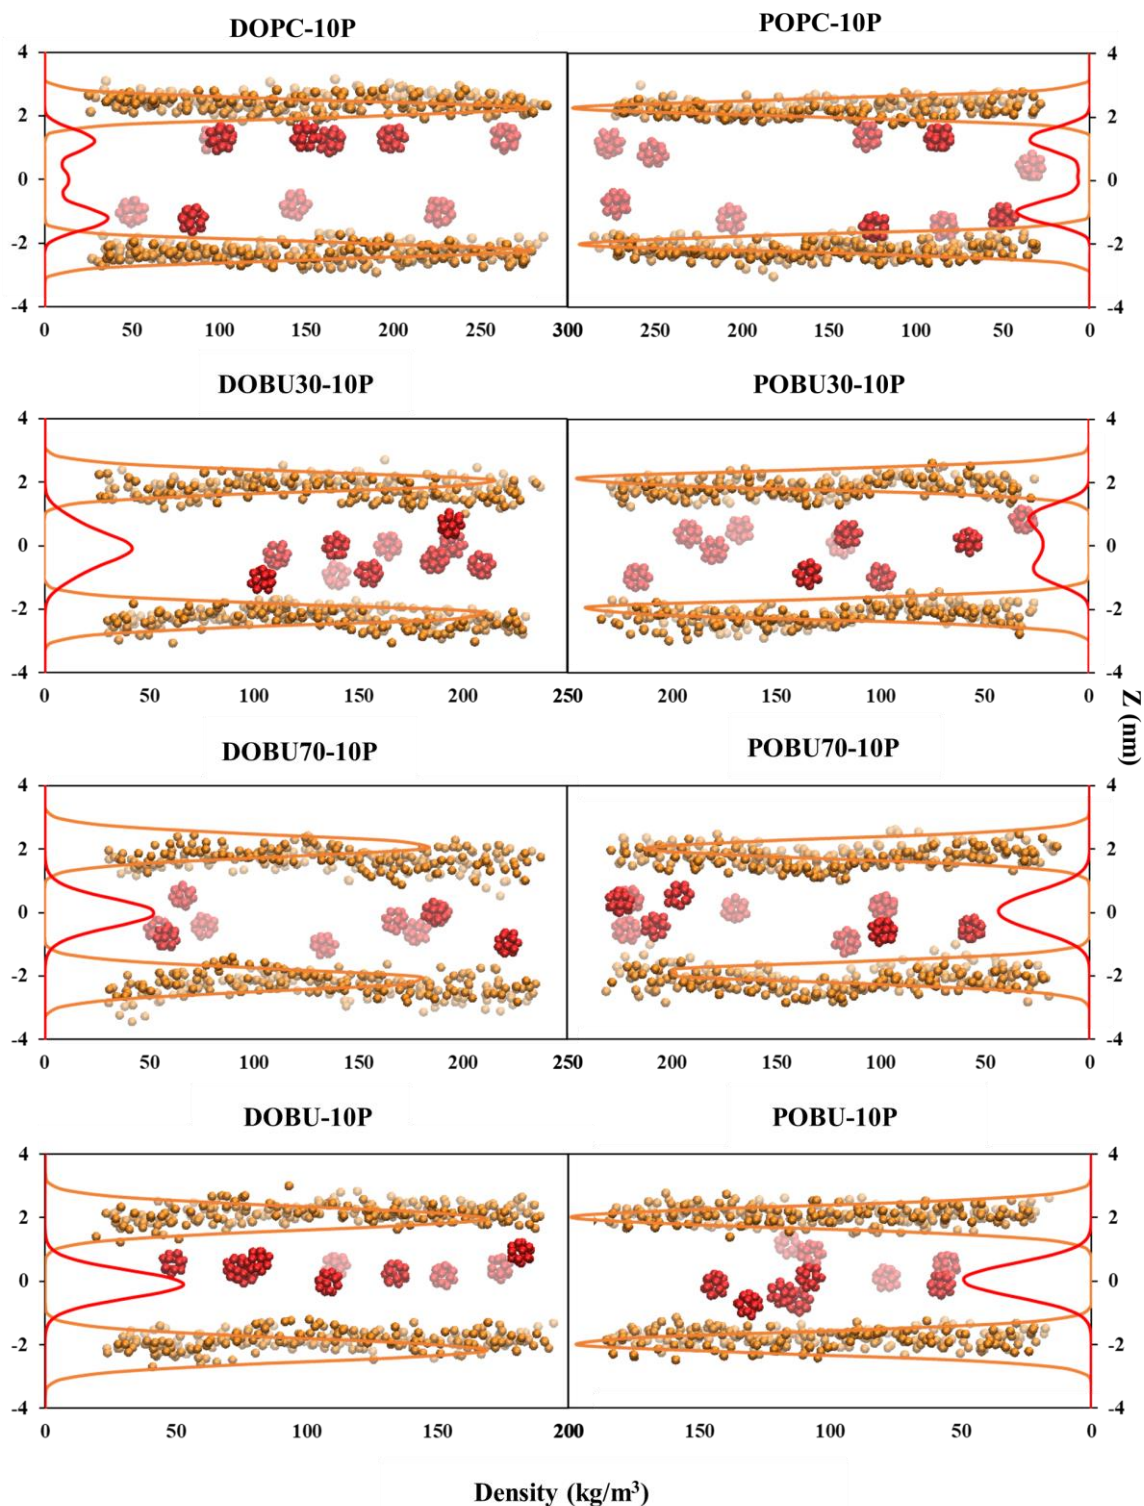 DOPC-10P POPC-10P
4 4
2 2
0 0
-2 -2
-4 -4
0 50 100 150 200 250 300 250 200 150 100 50 0
DOBU30-10P POBU30-10P
4 4
2 2
0 0
-2 -2
-4 -4
0 50 100 150 200 250 200 150 100 50 0
Z (nm)
DOBU70-10P POBU70-10P
4 4
2 2
0 0
-2 -2
-4 -4
0 50 100 150 200 250 200 150 100 50 0
DOBU-10P POBU-10P
4 4
2 2
0 0
-2 -2
-4 -4
0 50 100 150 200 150 100 50 0
Density (kg/m³)